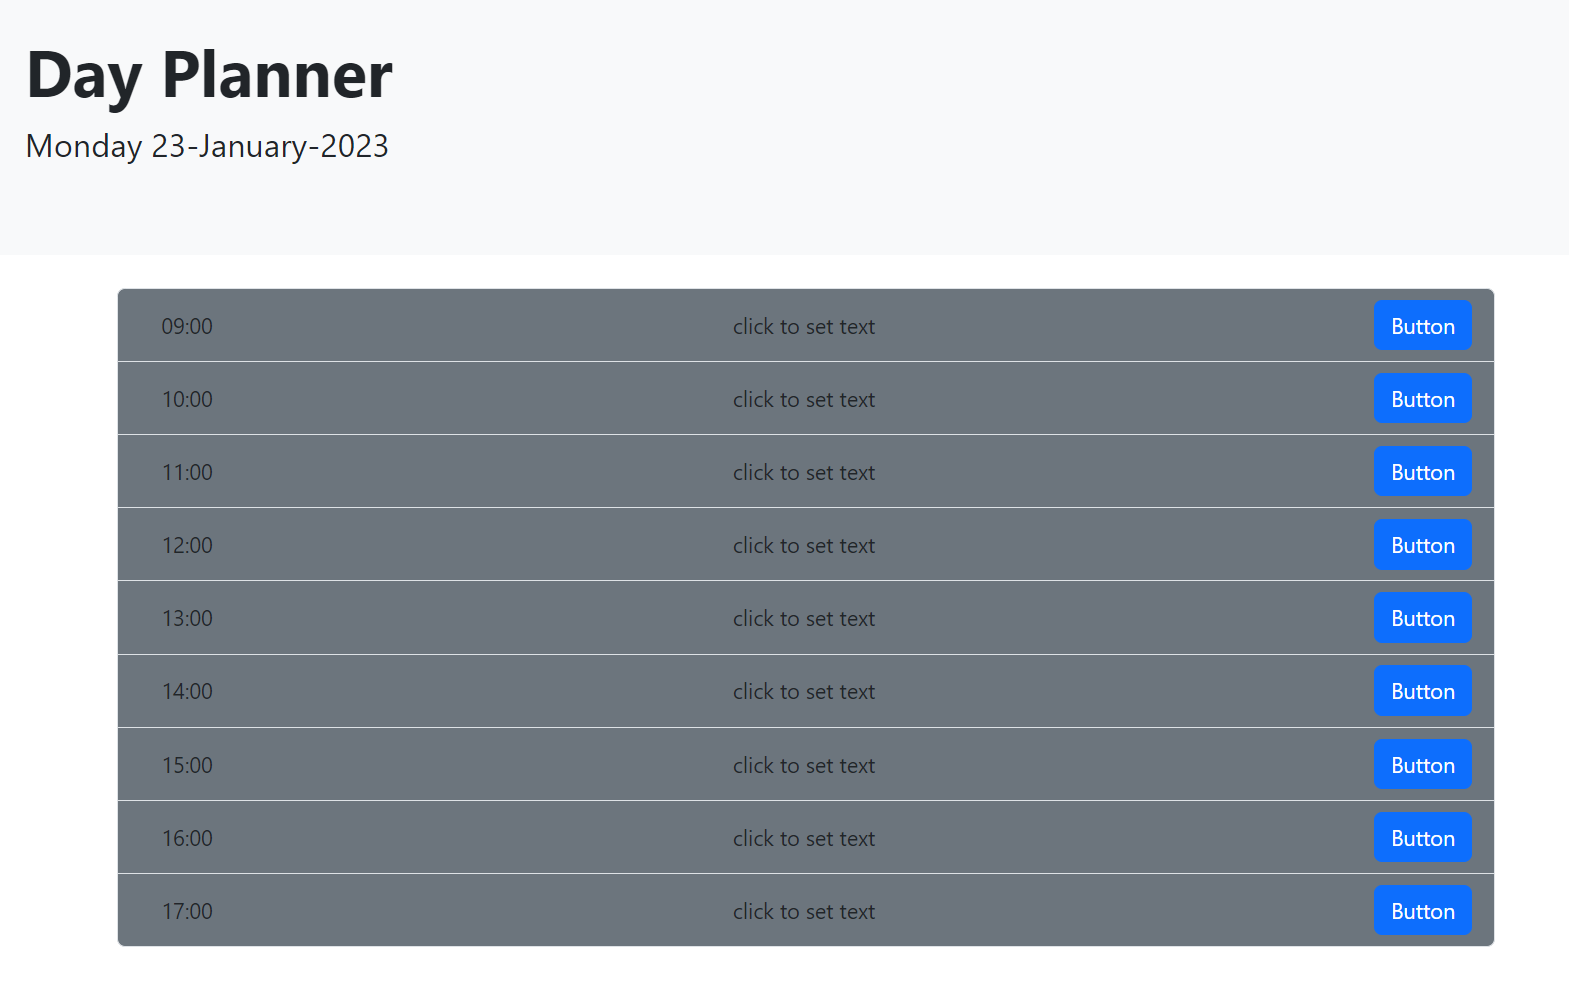 Day Planner
Monday 23-January-2023
09:00 click to set text Button
10:00 click to set text Button
11:00 click to set text Button
12:00 click to set text Button
13:00 click to set text Button
14:00 click to set text Button
15:00 click to set text Button
16:00 click to set text Button
17:00 click to set text Button